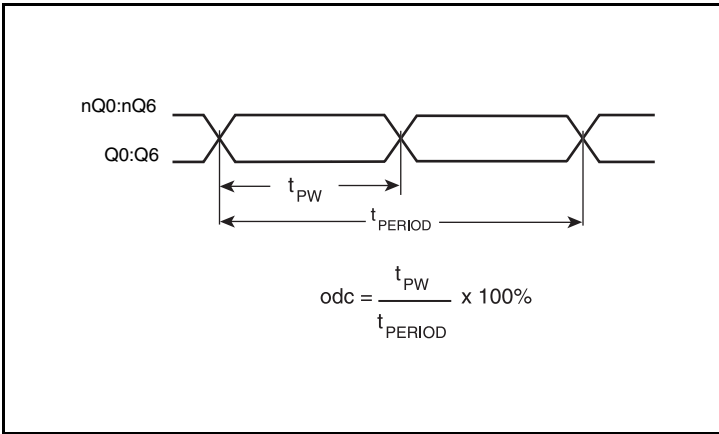 nQ0:nQ6
Q0:Q6
tPW
tPERIOD
odc = tPW / tPERIOD x 100%